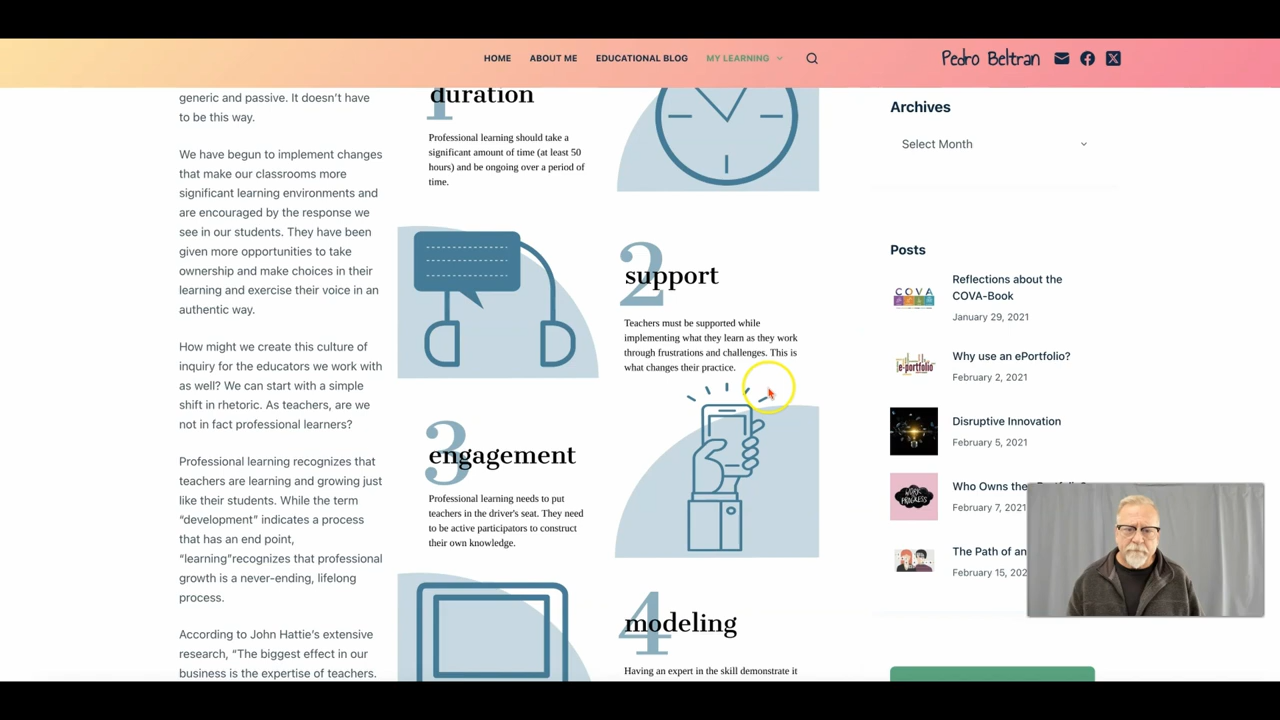 HOME
ABOUT ME
EDUCATIONAL BLOG
MY LEARNING
Pedro Beltran
generic and passive. It doesn’t have
to be this way.
We have begun to implement changes
that make our classrooms more
significant learning environments and
are encouraged by the response we
see in our students. They have been
given more opportunities to take
ownership and make choices in their
learning and exercise their voice in an
authentic way.
How might we create this culture of
inquiry for the educators we work with
as well? We can start with a simple
shift in rhetoric. As teachers, are we
not in fact professional learners?
Professional learning recognizes that
teachers are learning and growing just
like their students. While the term
“development” indicates a process
that has an end point,
“learning”recognizes that professional
growth is a never-ending, lifelong
process.
According to John Hattie’s extensive
research, “The biggest effect in our
business is the expertise of teachers.
1
duration
Professional learning should take a
significant amount of time (at least 50
hours) and be ongoing over a period of
time.
2
support
Teachers must be supported while
implementing what they learn as they work
through frustrations and challenges. This is
what changes their practice.
3
engagement
Professional learning needs to put
teachers in the driver's seat. They need
to be active participators to construct
their own knowledge.
4
modeling
Having an expert in the skill demonstrate it
Archives
Select Month
Posts
COVA
Reflections about the
COVA-Book
January 29, 2021
e-portfolio
Why use an ePortfolio?
February 2, 2021
Disruptive Innovation
February 5, 2021
WORK IN PROGRESS
Who Owns the
February 7, 2021
The Path of an
February 15, 202